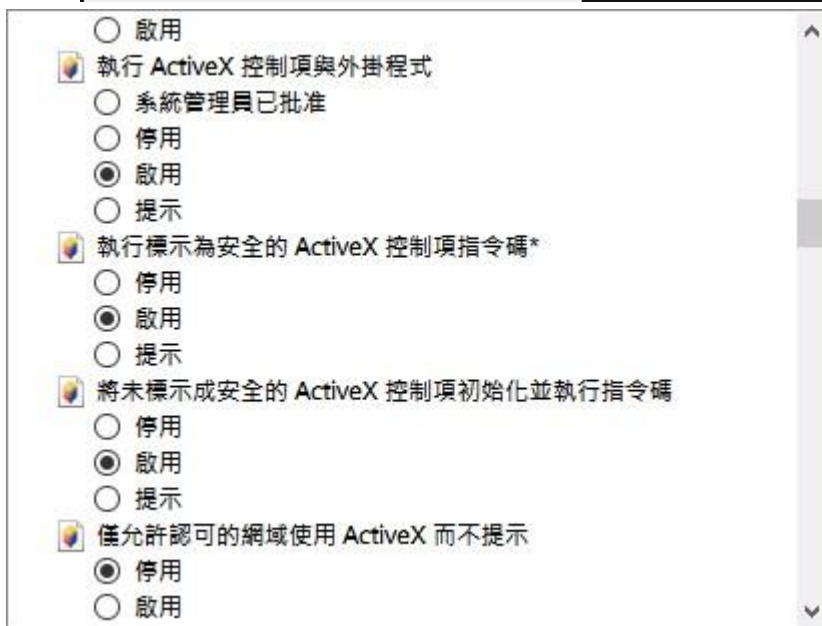 啟用
執行 ActiveX 控制項與外掛程式
系統管理員已批准
停用
啟用
提示
執行標示為安全的 ActiveX 控制項指令碼*
停用
啟用
提示
將未標示成安全的 ActiveX 控制項初始化並執行指令碼
停用
啟用
提示
僅允許認可的網域使用 ActiveX 而不提示
停用
啟用